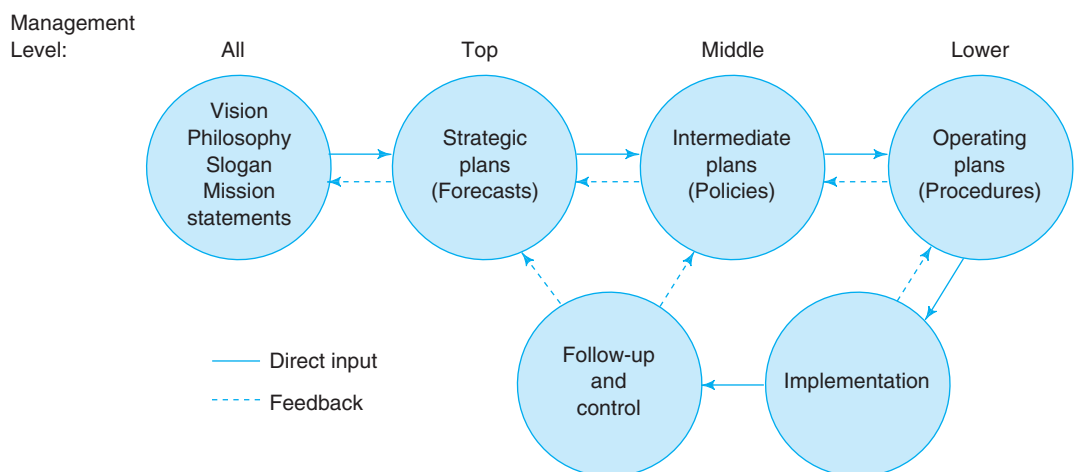 Management
Level:
All
Top
Middle
Lower
Vision
Philosophy
Slogan
Mission
statements
Strategic
plans
(Forecasts)
Intermediate
plans
(Policies)
Operating
plans
(Procedures)
Direct input
Feedback
Follow-up
and
control
Implementation